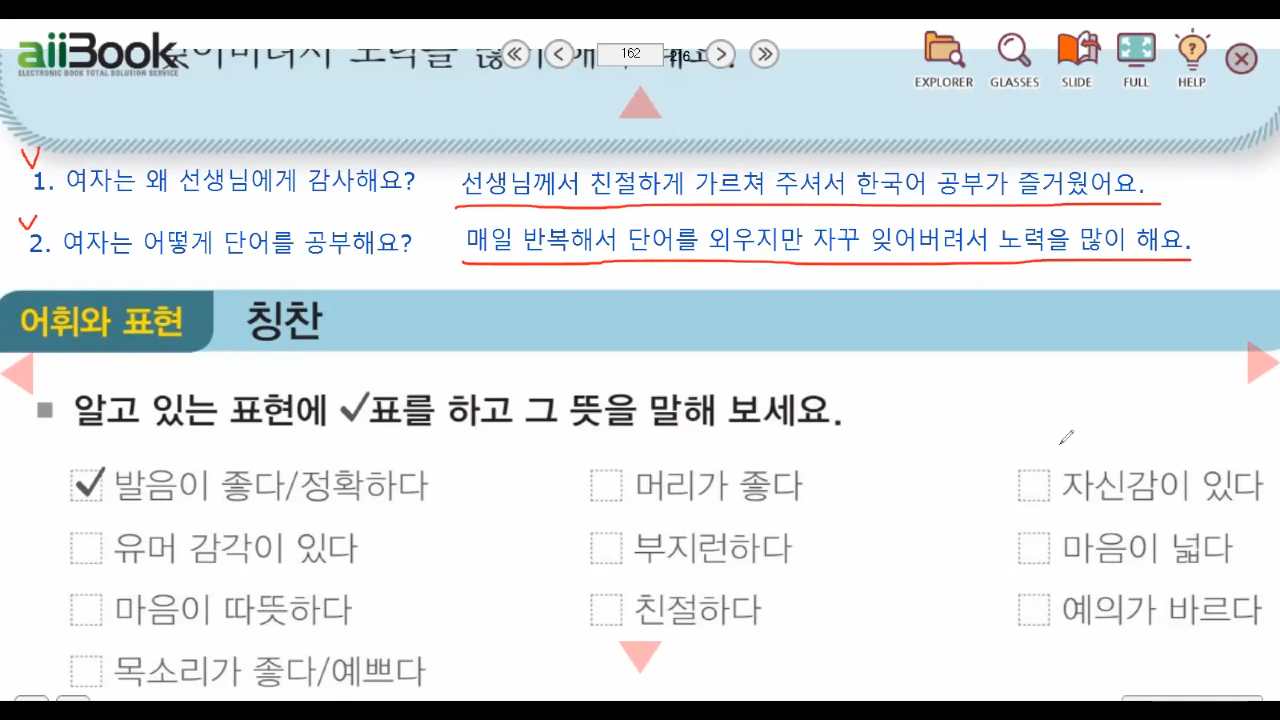 aiiBook
ELECTRONIC BOOK TOTAL SOLUTION SERVICE
162
216
EXPLORER GLASSES SLIDE FULL HELP
1. 여자는 왜 선생님에게 감사해요? 선생님께서 친절하게 가르쳐 주셔서 한국어 공부가 즐거웠어요.
2. 여자는 어떻게 단어를 공부해요? 매일 반복해서 단어를 외우지만 자꾸 잊어버려서 노력을 많이 해요.
어휘와 표현 칭찬
알고 있는 표현에 ✓표를 하고 그 뜻을 말해 보세요.
발음이 좋다/정확하다 머리가 좋다 자신감이 있다
유머 감각이 있다 부지런하다 마음이 넓다
마음이 따뜻하다 친절하다 예의가 바르다
목소리가 좋다/예쁘다